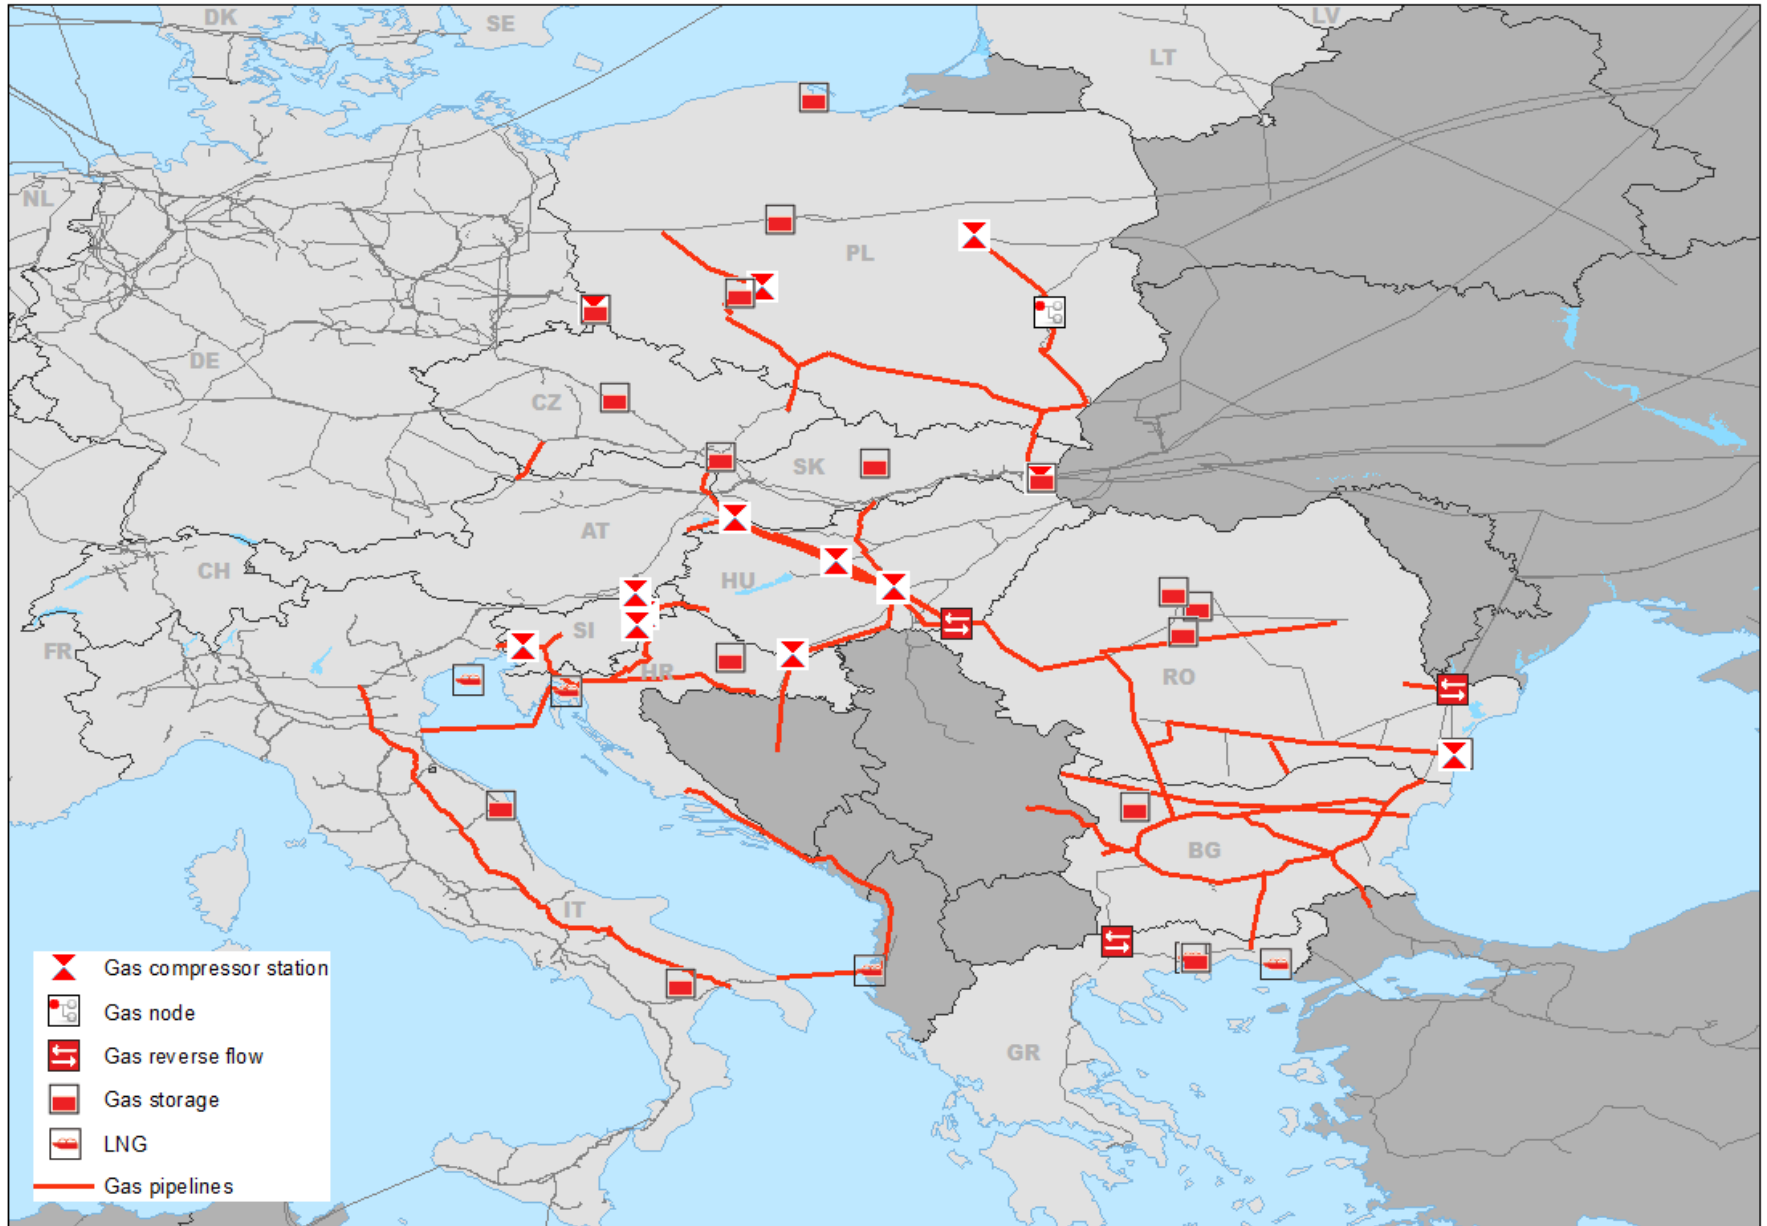 DK
SE
LV
LT
NL
PL
DE
CZ
SK
AT
CH
HU
SI
FR
HR
RO
BG
IT
GR
Gas compressor station
Gas node
Gas reverse flow
Gas storage
LNG
Gas pipelines